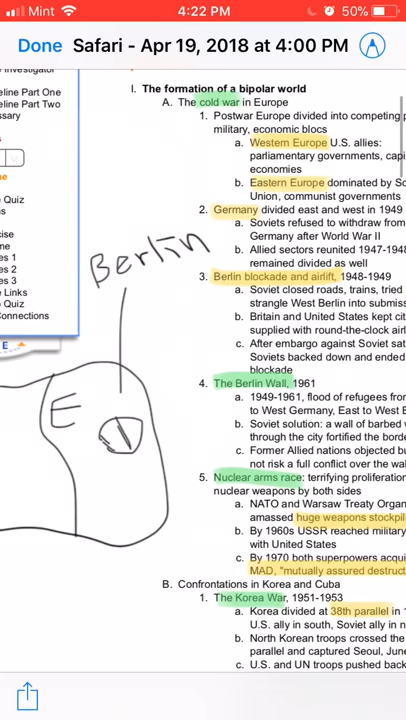 Mint
4:22 PM
50%
Done
Safari - Apr 19, 2018 at 4:00 PM
Investigator
eline Part One
eline Part Two
ssary
s
ne
e Quiz
ns
cise
me
es 1
es 2
es 3
e Links
e Quiz
Connections
E
Berlin
E
I. The formation of a bipolar world
A. The cold war in Europe
1. Postwar Europe divided into competing
military, economic blocs
a. Western Europe U.S. allies:
parliamentary governments, capi
economies
b. Eastern Europe dominated by So
Union, communist governments
2. Germany divided east and west in 1949
a. Soviets refused to withdraw from
Germany after World War II
b. Allied sectors reunited 1947-194
remained divided as well
3. Berlin blockade and airlift, 1948-1949
a. Soviet closed roads, trains, tried
strangle West Berlin into submiss
b. Britain and United States kept cit
supplied with round-the-clock airl
c. After embargo against Soviet sat
Soviets backed down and ended
blockade
4. The Berlin Wall, 1961
a. 1949-1961, flood of refugees from
to West Germany, East to West B
b. Soviet solution: a wall of barbed w
through the city fortified the border
c. Former Allied nations objected bu
not risk a full conflict over the wal
5. Nuclear arms race: terrifying proliferation
nuclear weapons by both sides
a. NATO and Warsaw Treaty Organ
amassed huge weapons stockpil
b. By 1960s USSR reached military
with United States
c. By 1970 both superpowers acqui
MAD, "mutually assured destruct
B. Confrontations in Korea and Cuba
1. The Korea War, 1951-1953
a. Korea divided at 38th parallel in 1
U.S. ally in south, Soviet ally in n
b. North Korean troops crossed the
parallel and captured Seoul, June
c. U.S. and UN troops pushed back